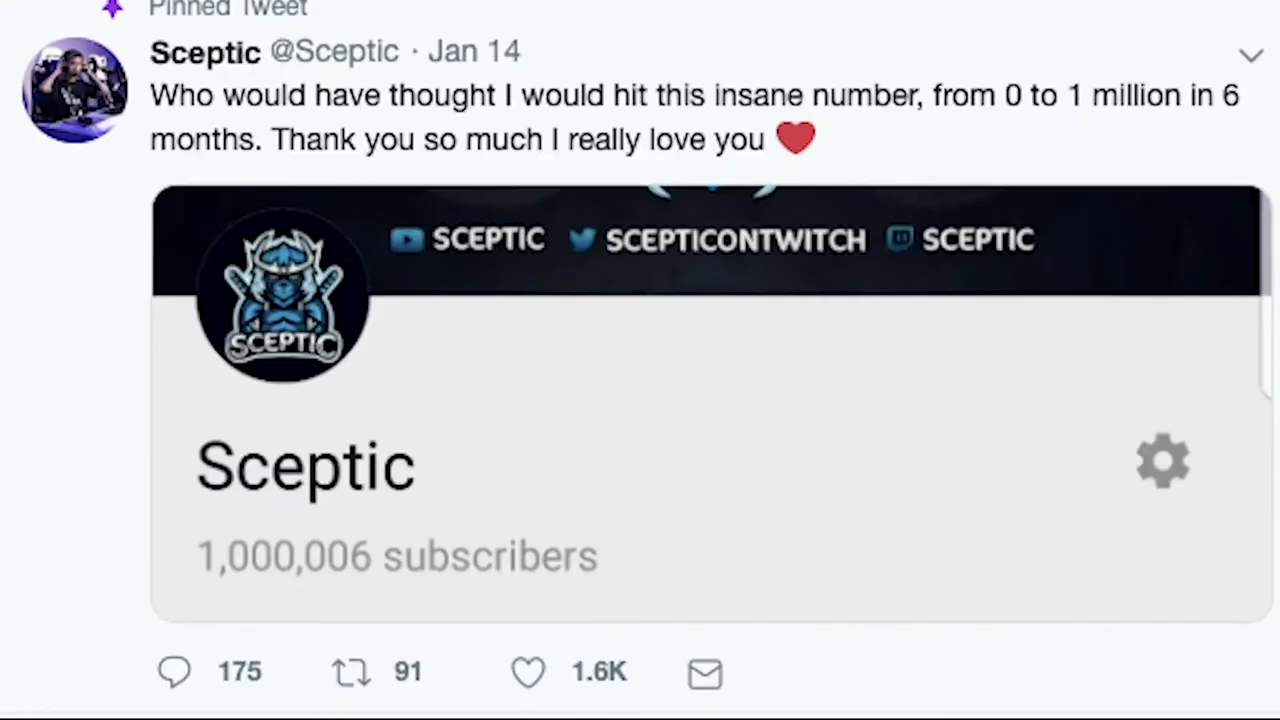 Pinned Tweet
Sceptic @Sceptic · Jan 14
Who would have thought I would hit this insane number, from 0 to 1 million in 6
months. Thank you so much I really love you ❤️
SCEPTIC SCEPTICONTWITCH SCEPTIC
SCEPTIC
Sceptic
1,000,006 subscribers
175 91 1.6K